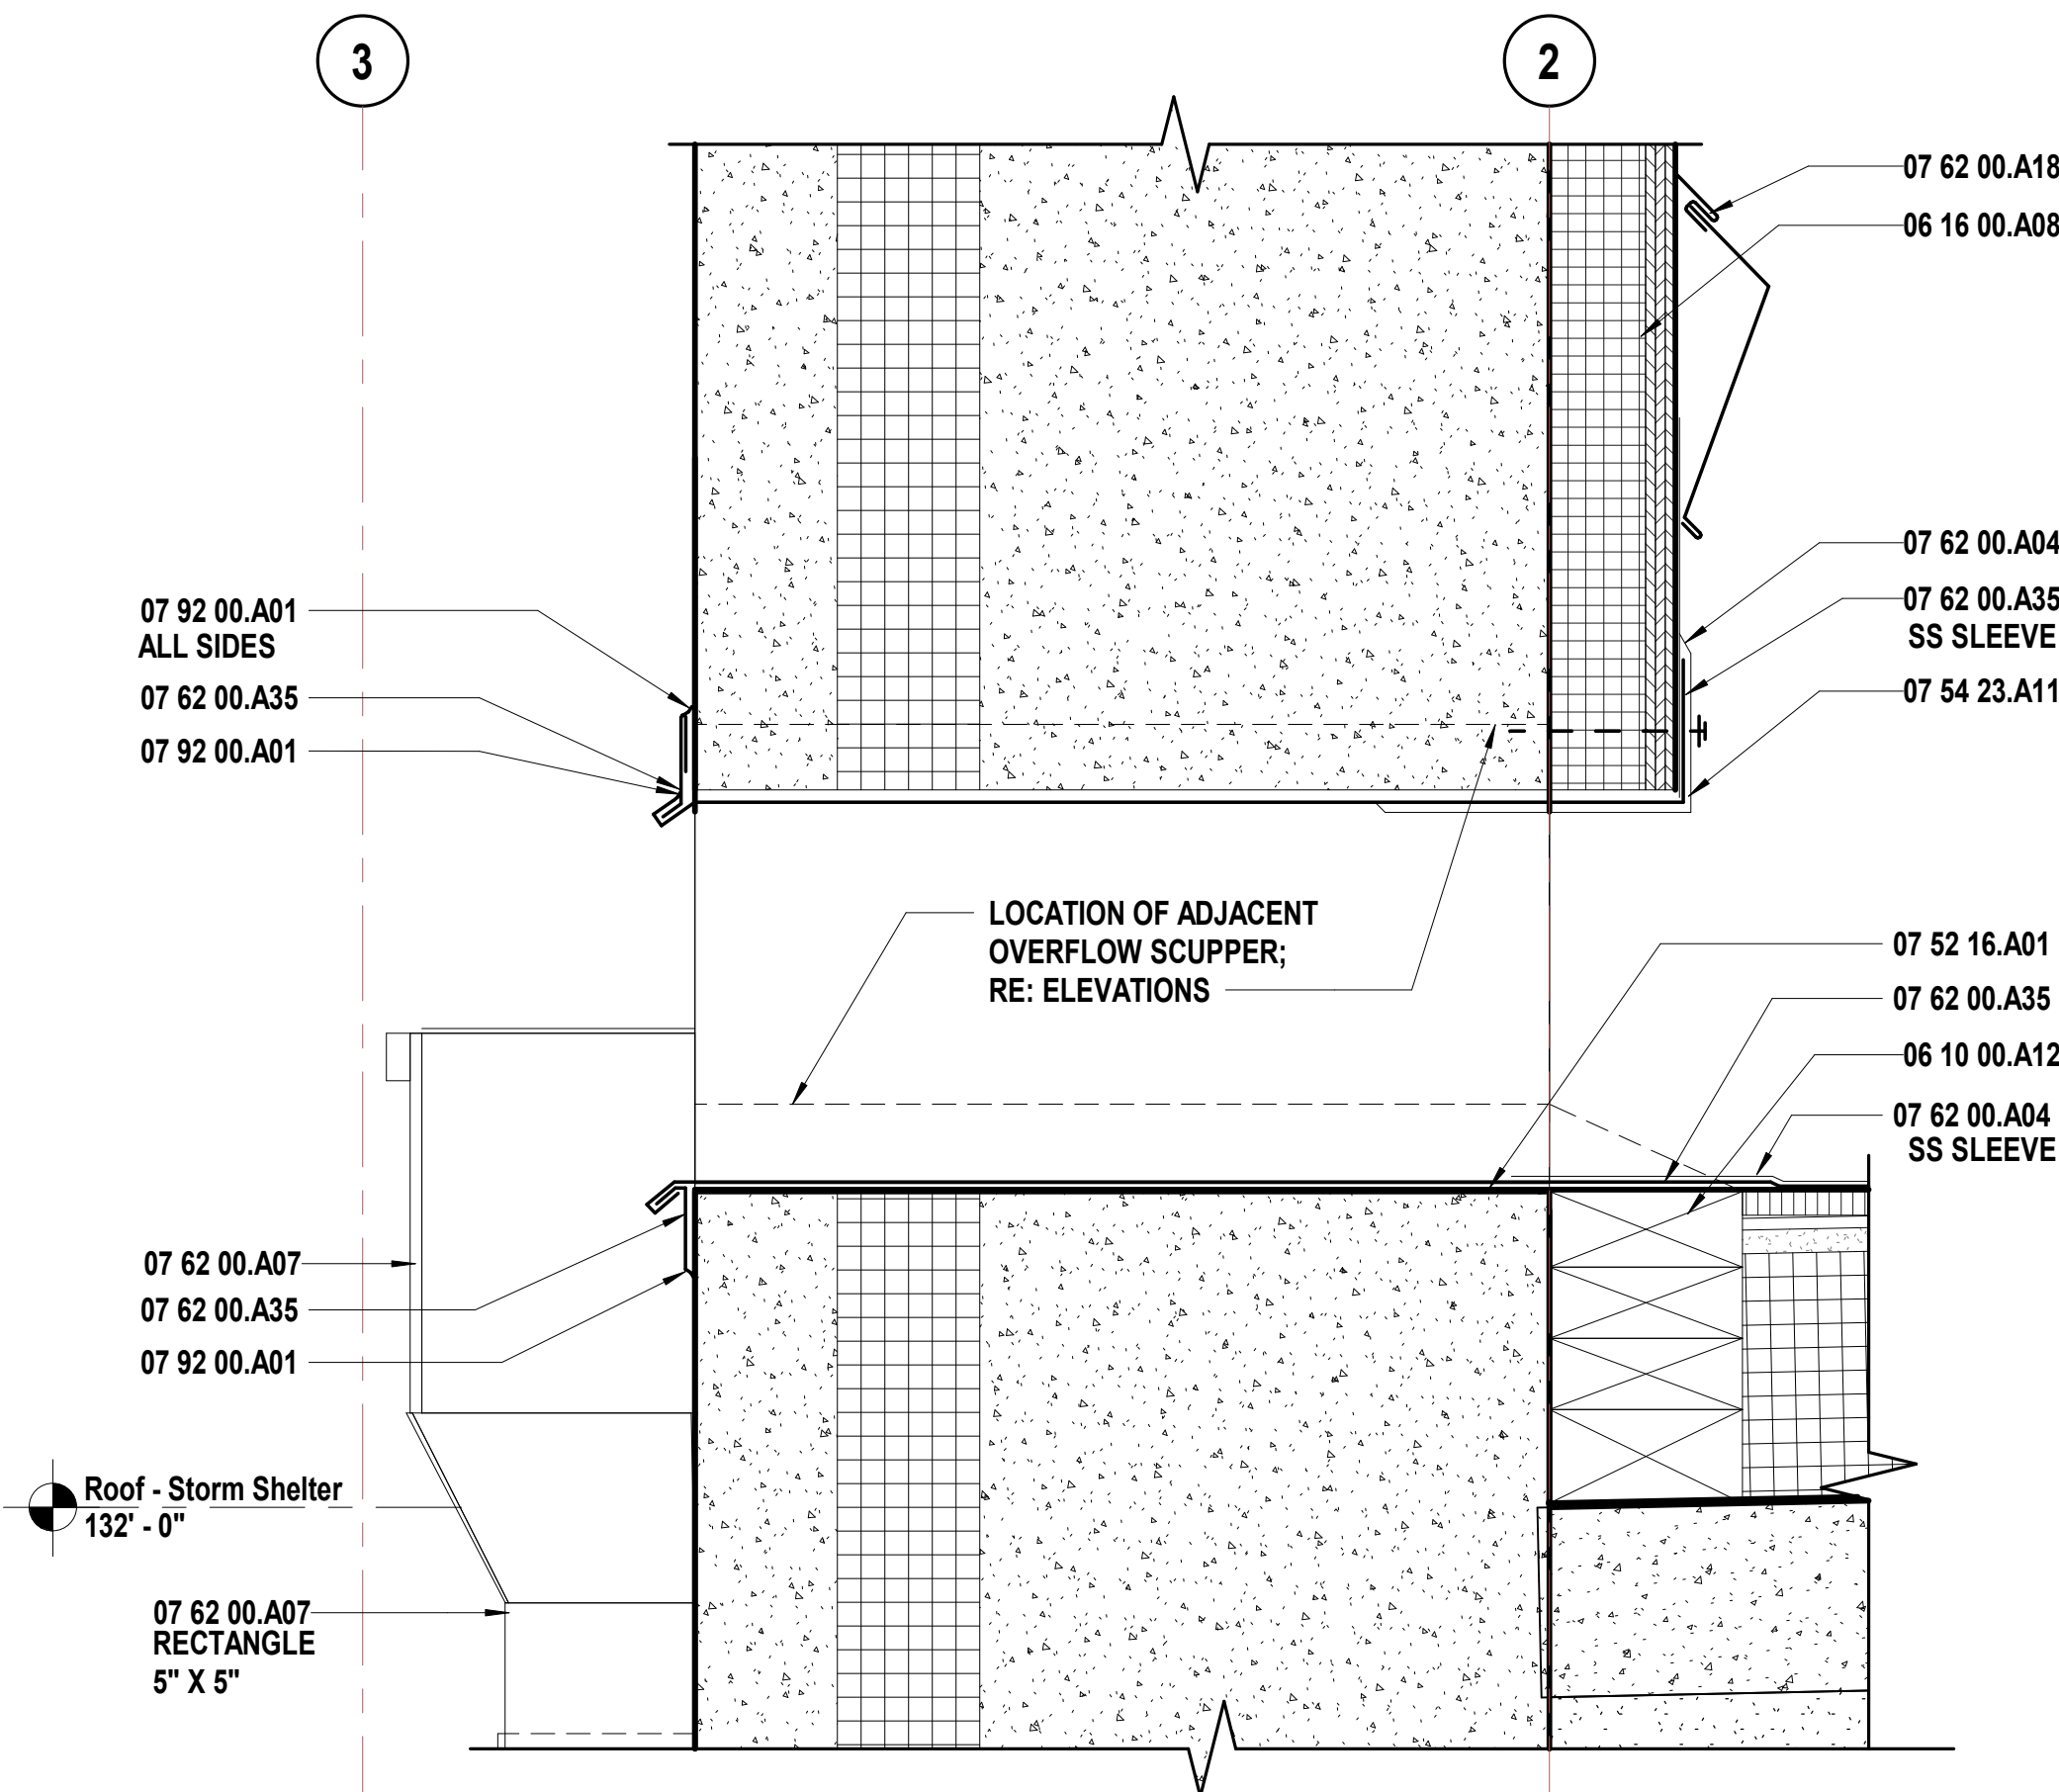 3
2
07 62 00.A18
06 16 00.A08
07 62 00.A04
07 62 00.A35
SS SLEEVE
07 54 23.A11
07 92 00.A01
ALL SIDES
07 62 00.A35
07 92 00.A01
LOCATION OF ADJACENT
OVERFLOW SCUPPER;
RE: ELEVATIONS
07 52 16.A01
07 62 00.A35
06 10 00.A12
07 62 00.A04
SS SLEEVE
07 62 00.A07
07 62 00.A35
07 92 00.A01
Roof - Storm Shelter
132' - 0"
07 62 00.A07
RECTANGLE
5" X 5"